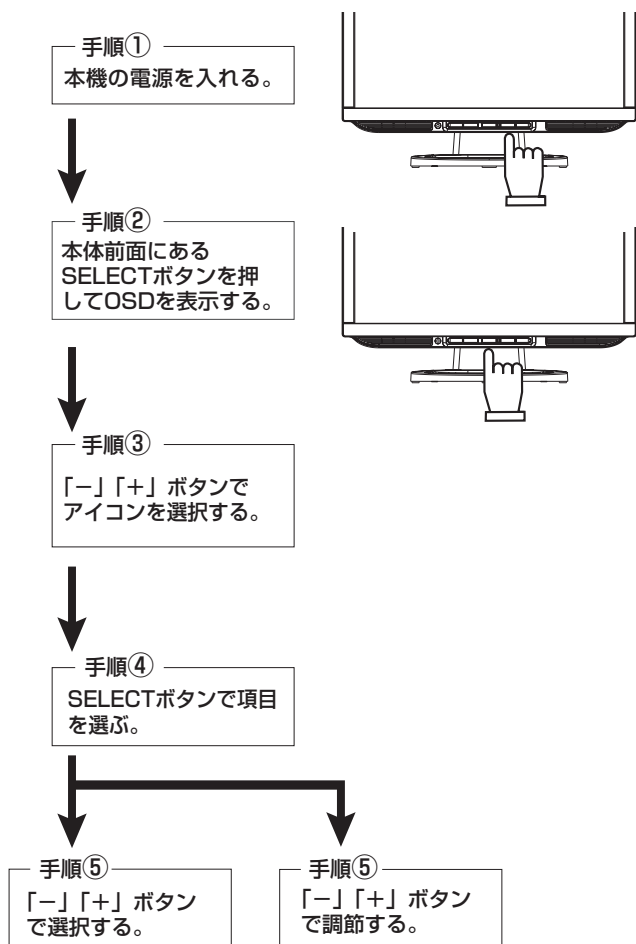 手順①
本機の電源を入れる。
手順②
本体前面にある
SELECTボタンを押
してOSDを表示する。
手順③
「－」「＋」ボタンで
アイコンを選択する。
手順④
SELECTボタンで項目
を選ぶ。
手順⑤
「－」「＋」ボタン
で選択する。
手順⑤
「－」「＋」ボタン
で調節する。